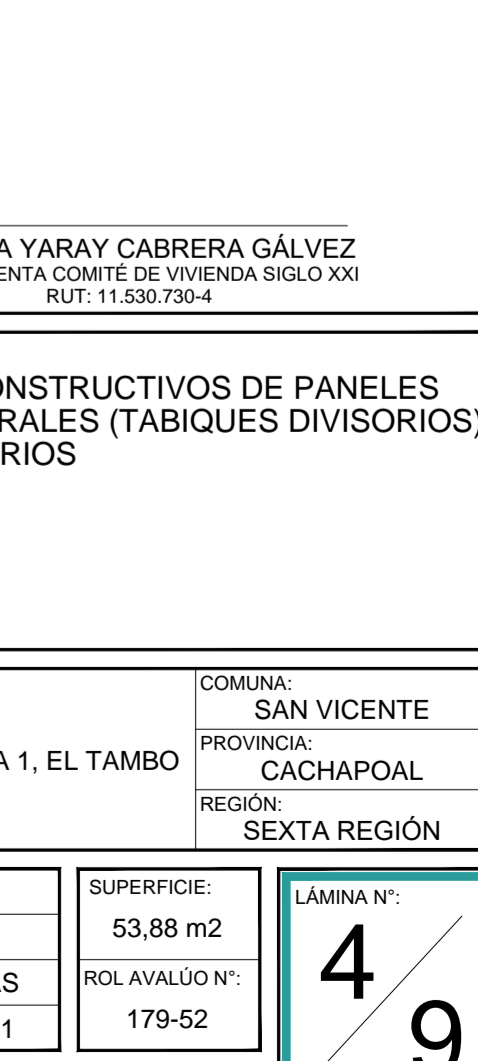 A YARAY CABRERA GÁLVEZ
ENTA COMITÉ DE VIVIENDA SIGLO XXI
RUT: 11.530.730-4
ONSTRUCTIVOS DE PANELES
RALES (TABIQUES DIVISORIOS)
RIOS
A 1, EL TAMBO
COMUNA:
SAN VICENTE
PROVINCIA:
CACHAPOAL
REGIÓN:
SEXTA REGIÓN
AS
1
SUPERFICIE:
53,88 m2
ROL AVALÚO N°:
179-52
LÁMINA N°:
4
9